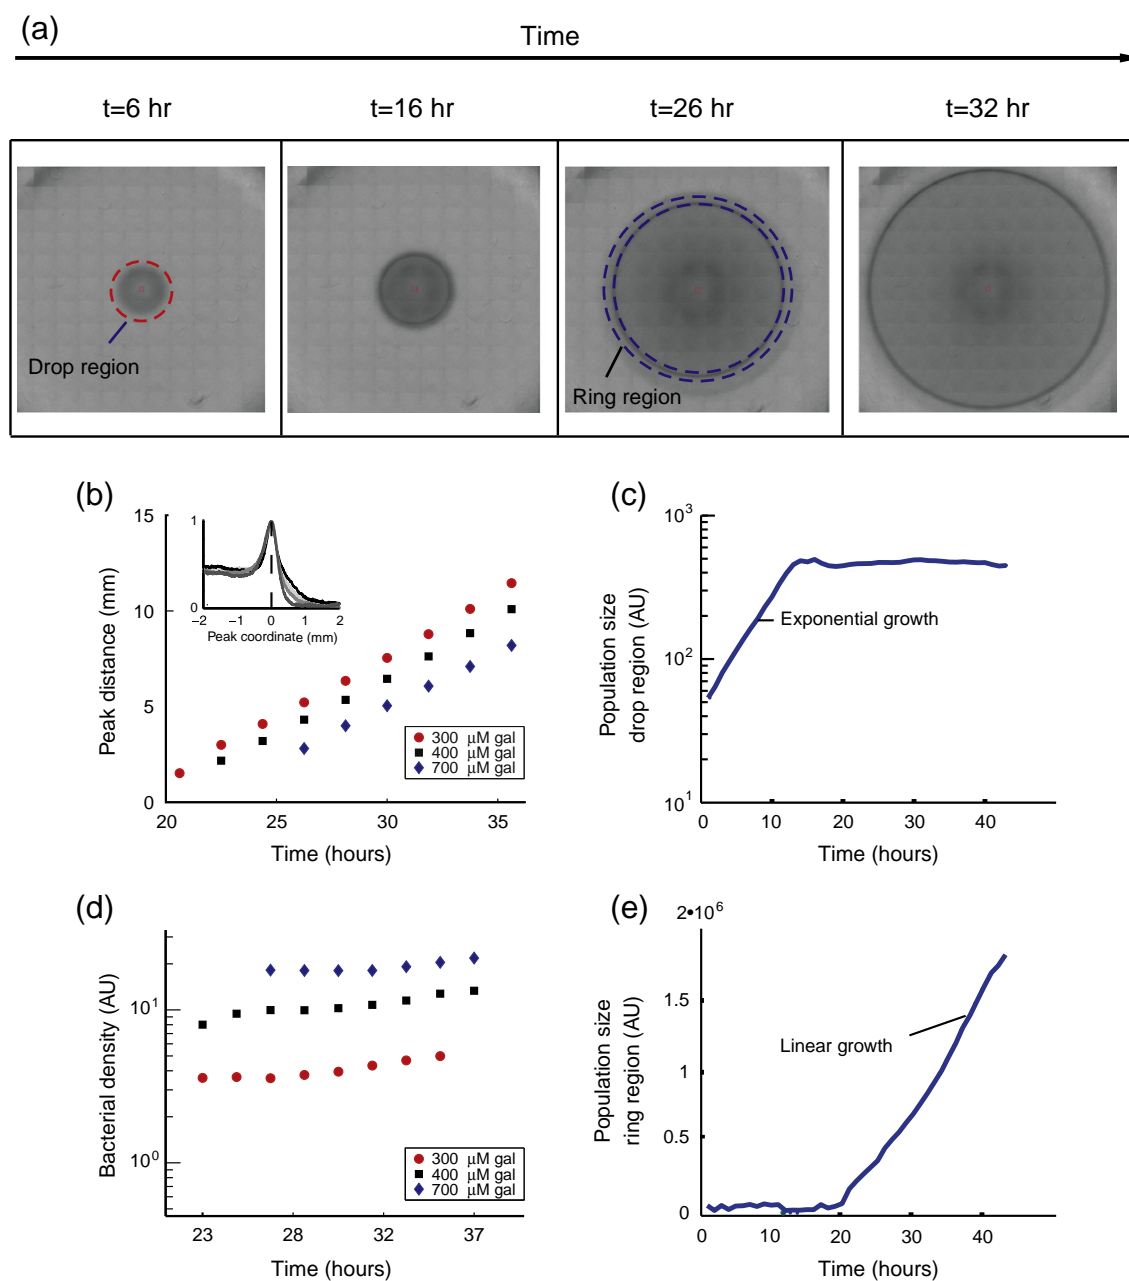 (a)
Time
t=6 hr
t=16 hr
t=26 hr
t=32 hr
Drop region
Ring region
(b)
Peak distance (mm)
15
10
5
0
20
25
30
35
Time (hours)
1
0
−2
−1
0
1
2
Peak coordinate (mm)
300 μM gal
400 μM gal
700 μM gal
(c)
Population size
drop region (AU)
10³
10²
10¹
0
10
20
30
40
Time (hours)
Exponential growth
(d)
Bacterial density (AU)
10¹
10⁰
23
28
32
37
Time (hours)
300 μM gal
400 μM gal
700 μM gal
(e)
Population size
ring region (AU)
2•10⁶
1.5
1
0.5
0
0
10
20
30
40
Time (hours)
Linear growth